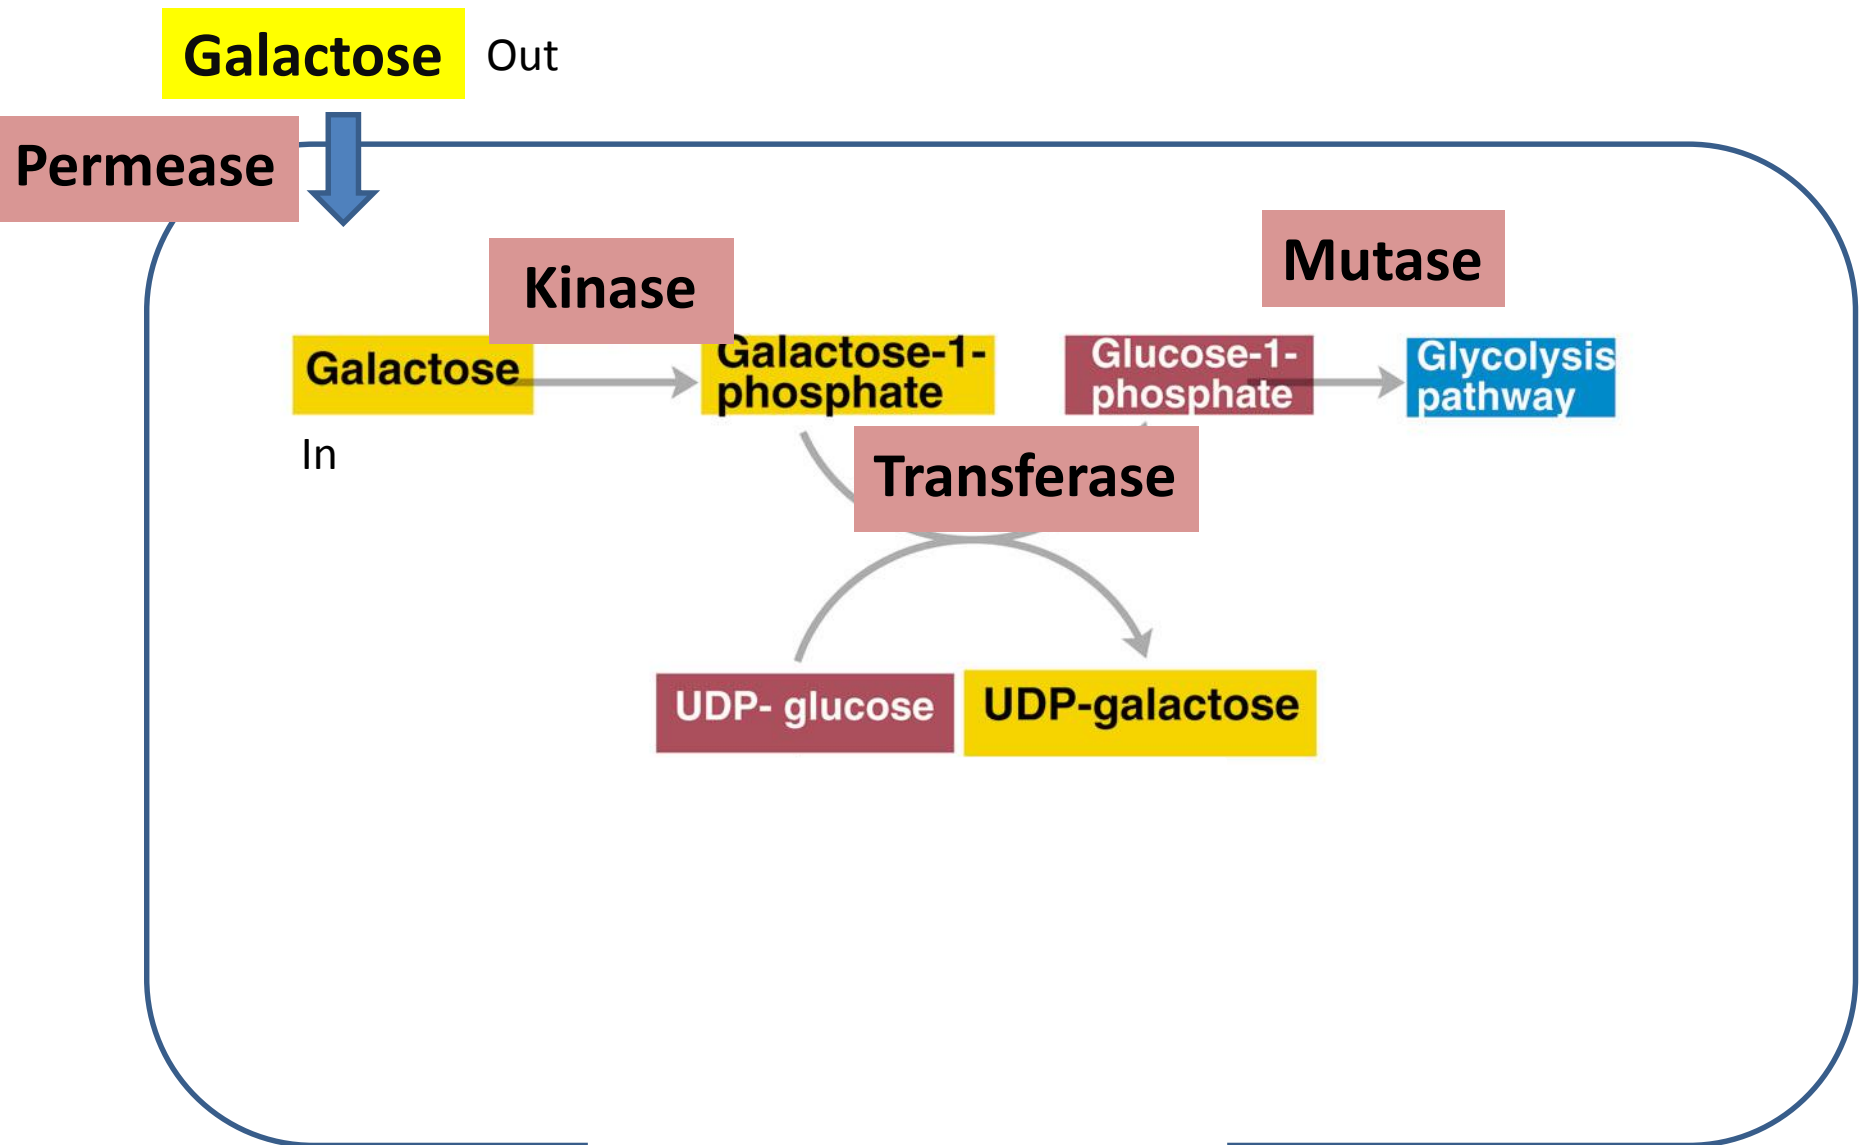 Galactose Out
Permease
Kinase
Mutase
Galactose
Galactose-1-
phosphate
Glucose-1-
phosphate
Glycolysis
pathway
In
Transferase
UDP- glucose
UDP-galactose